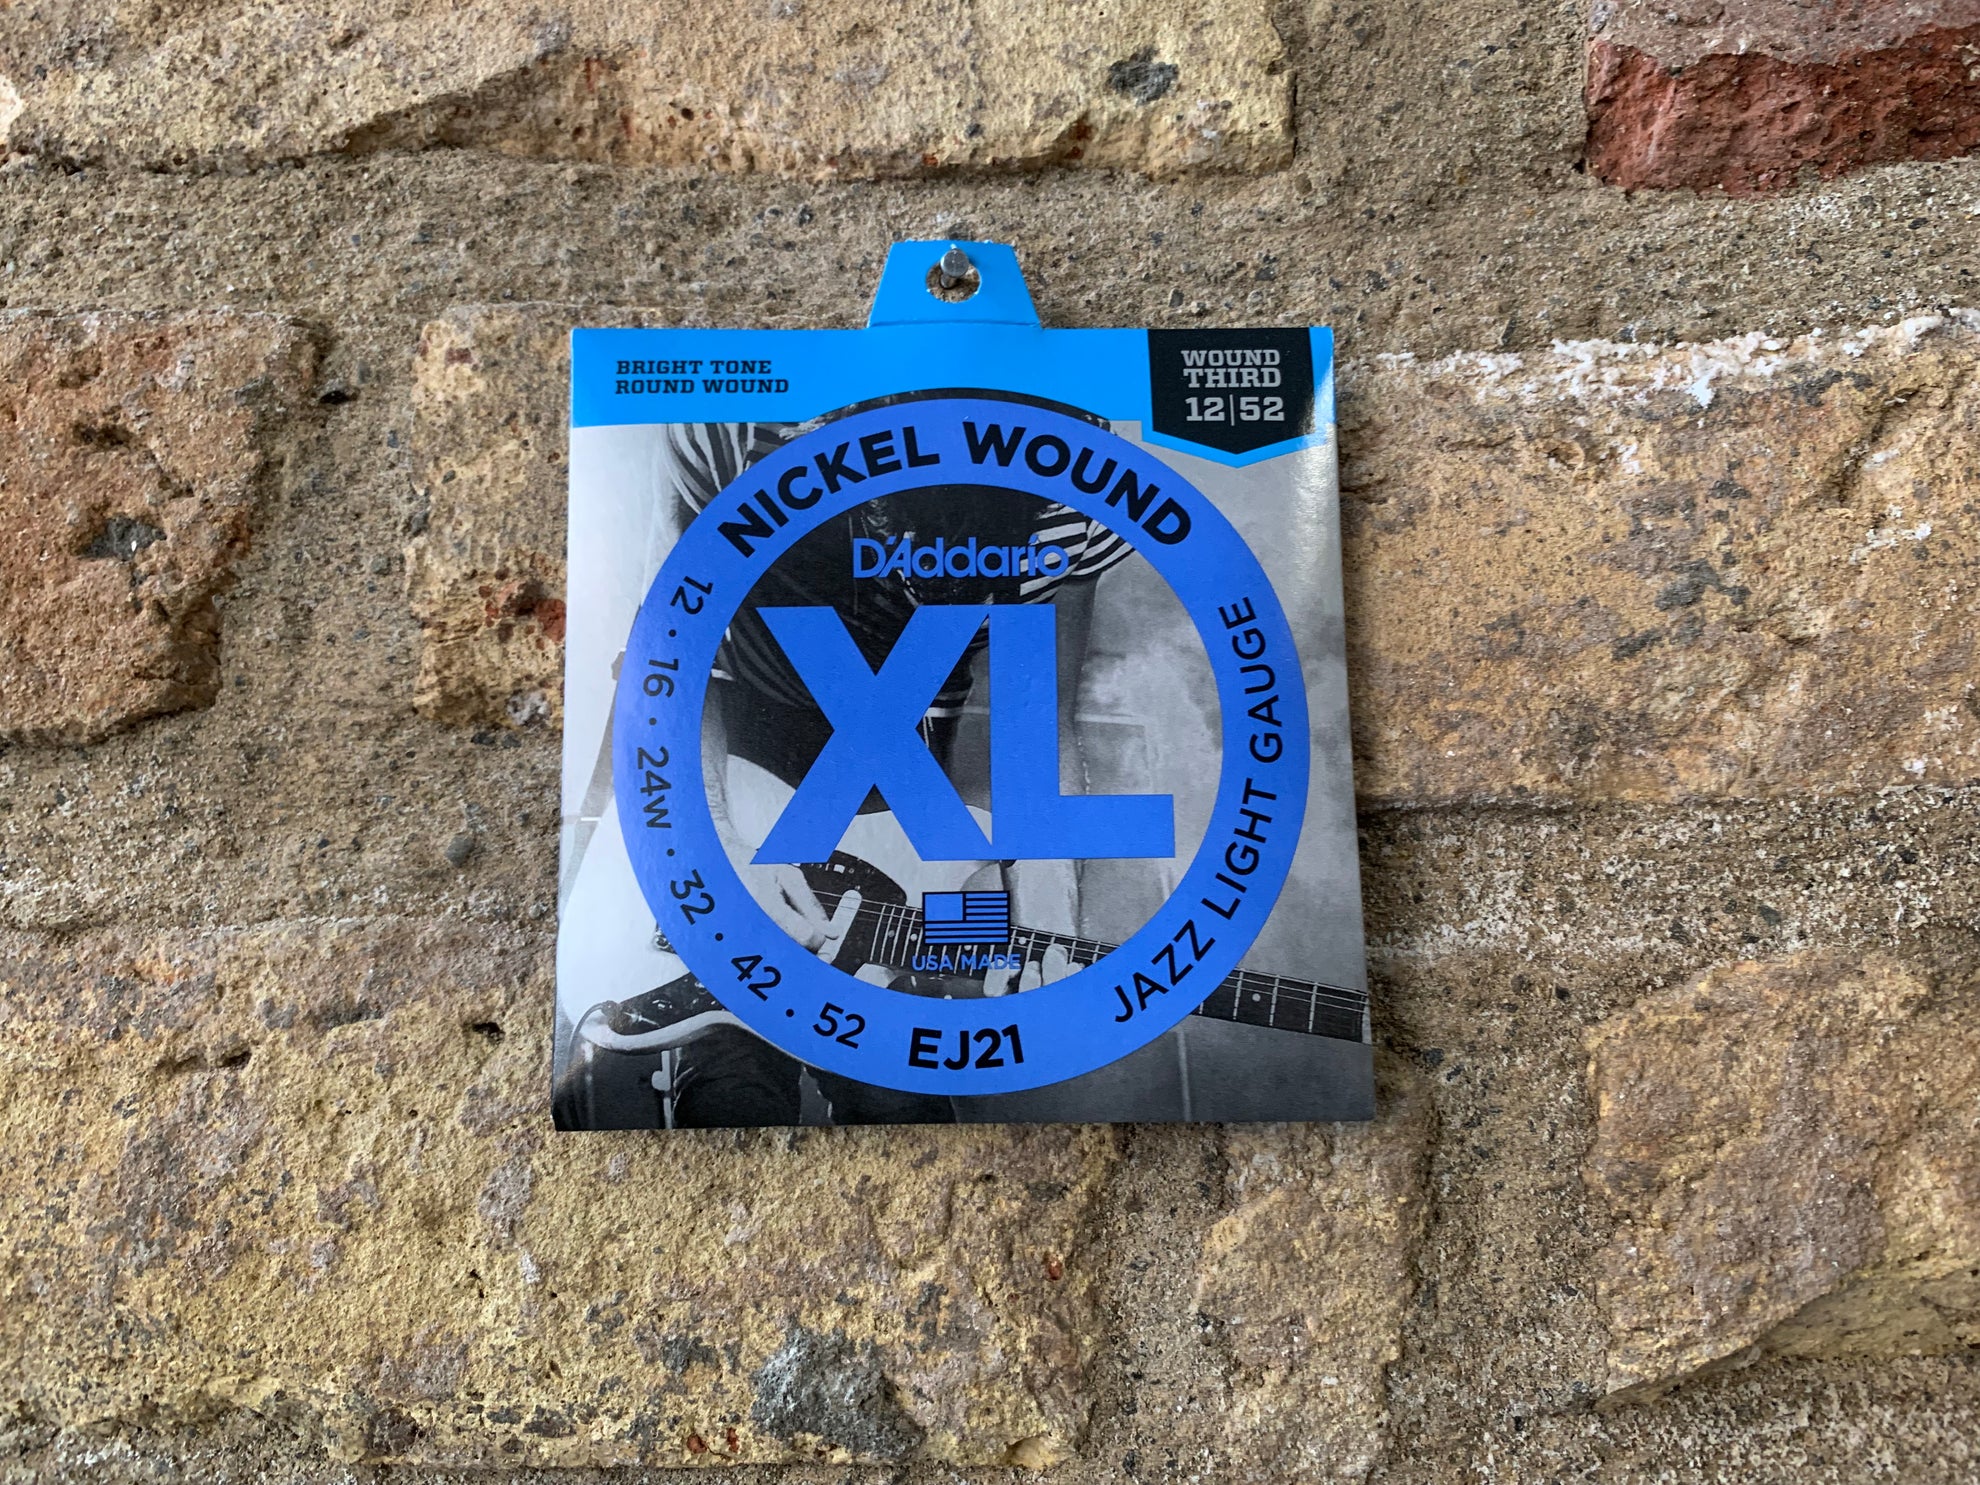 BRIGHT TONE
ROUND WOUND
WOUND
THIRD
12|52
NICKEL WOUND
D'Addario
XL
USA MADE
12 · 16 · 24W · 32 · 42 · 52
EJ21
JAZZ LIGHT GAUGE